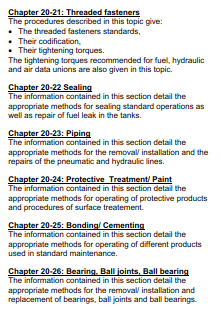 Chapter 20-21: Threaded fasteners
The procedures described in this topic give:
• The threaded fasteners standards,
• Their codification,
• Their tightening torques.
The tightening torques recommended for fuel, hydraulic
and air data unions are also given in this topic.
Chapter 20-22 Sealing
The information contained in this section detail the
appropriate methods for sealing standard operations as
well as repair of fuel leak in the tanks.
Chapter 20-23: Piping
The information contained in this section detail the
appropriate methods for the removal/ installation and the
repairs of the pneumatic and hydraulic lines.
Chapter 20-24: Protective Treatment/ Paint
The information contained in this section detail the
appropriate methods for operating of protective products
and procedures of surface treatement.
Chapter 20-25: Bonding/ Cementing
The information contained in this section detail the
appropriate methods for operating of different products
used in standard maintenance.
Chapter 20-26: Bearing, Ball joints, Ball bearing
The information contained in this section detail the
appropriate methods for the removal/ installation and
replacement of bearings, ball joints and ball bearings.